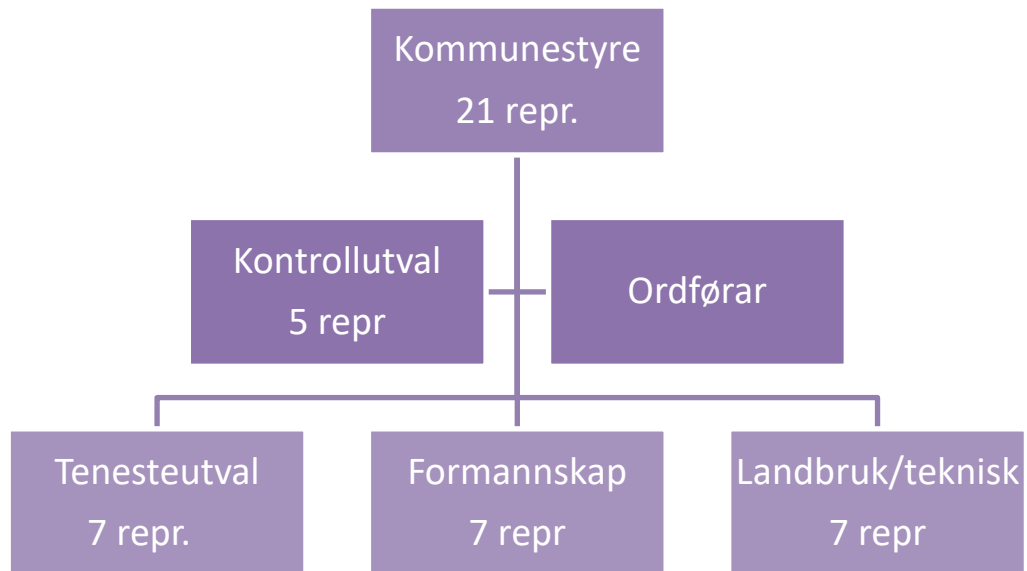 Kommunestyre
21 repr.
Kontrollutval
5 repr
Ordførar
Tenesteutval
7 repr.
Formannskap
7 repr
Landbruk/teknisk
7 repr